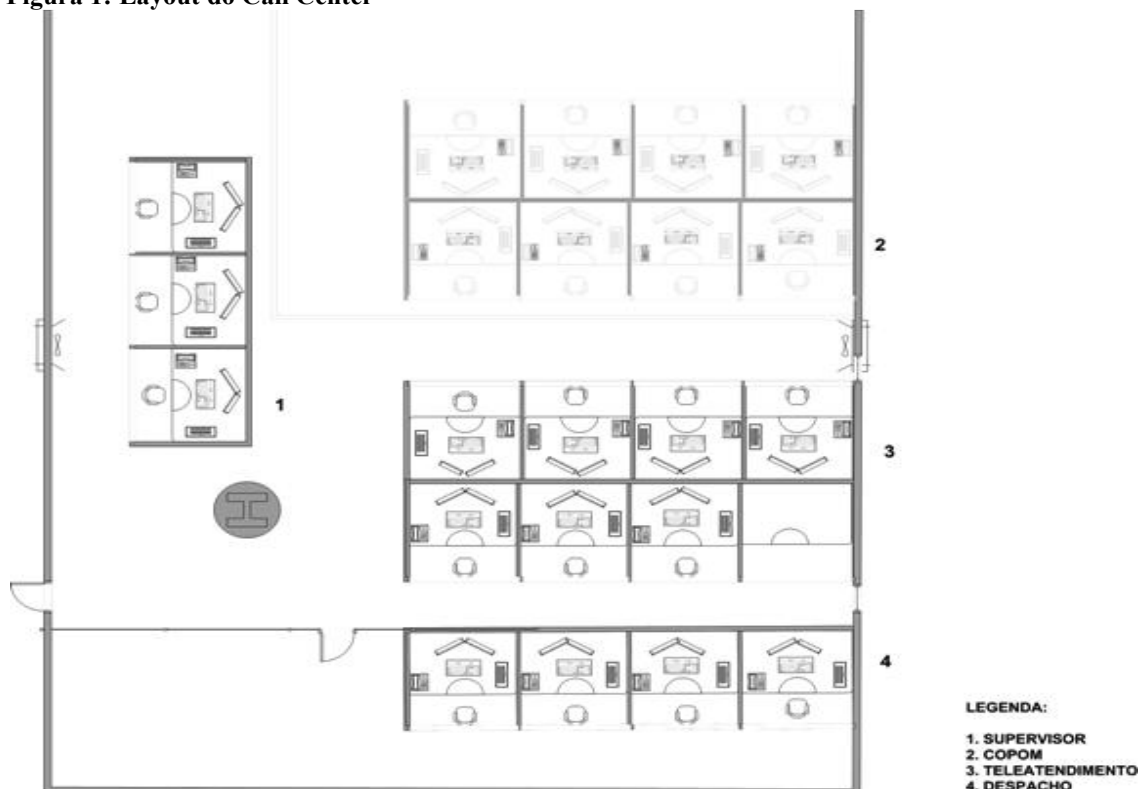 Figura 1: Layout do Call Center
2
1
3
4
LEGENDA:
1. SUPERVISOR
2. COPOM
3. TELEATENDIMENTO
4. DESPACHO